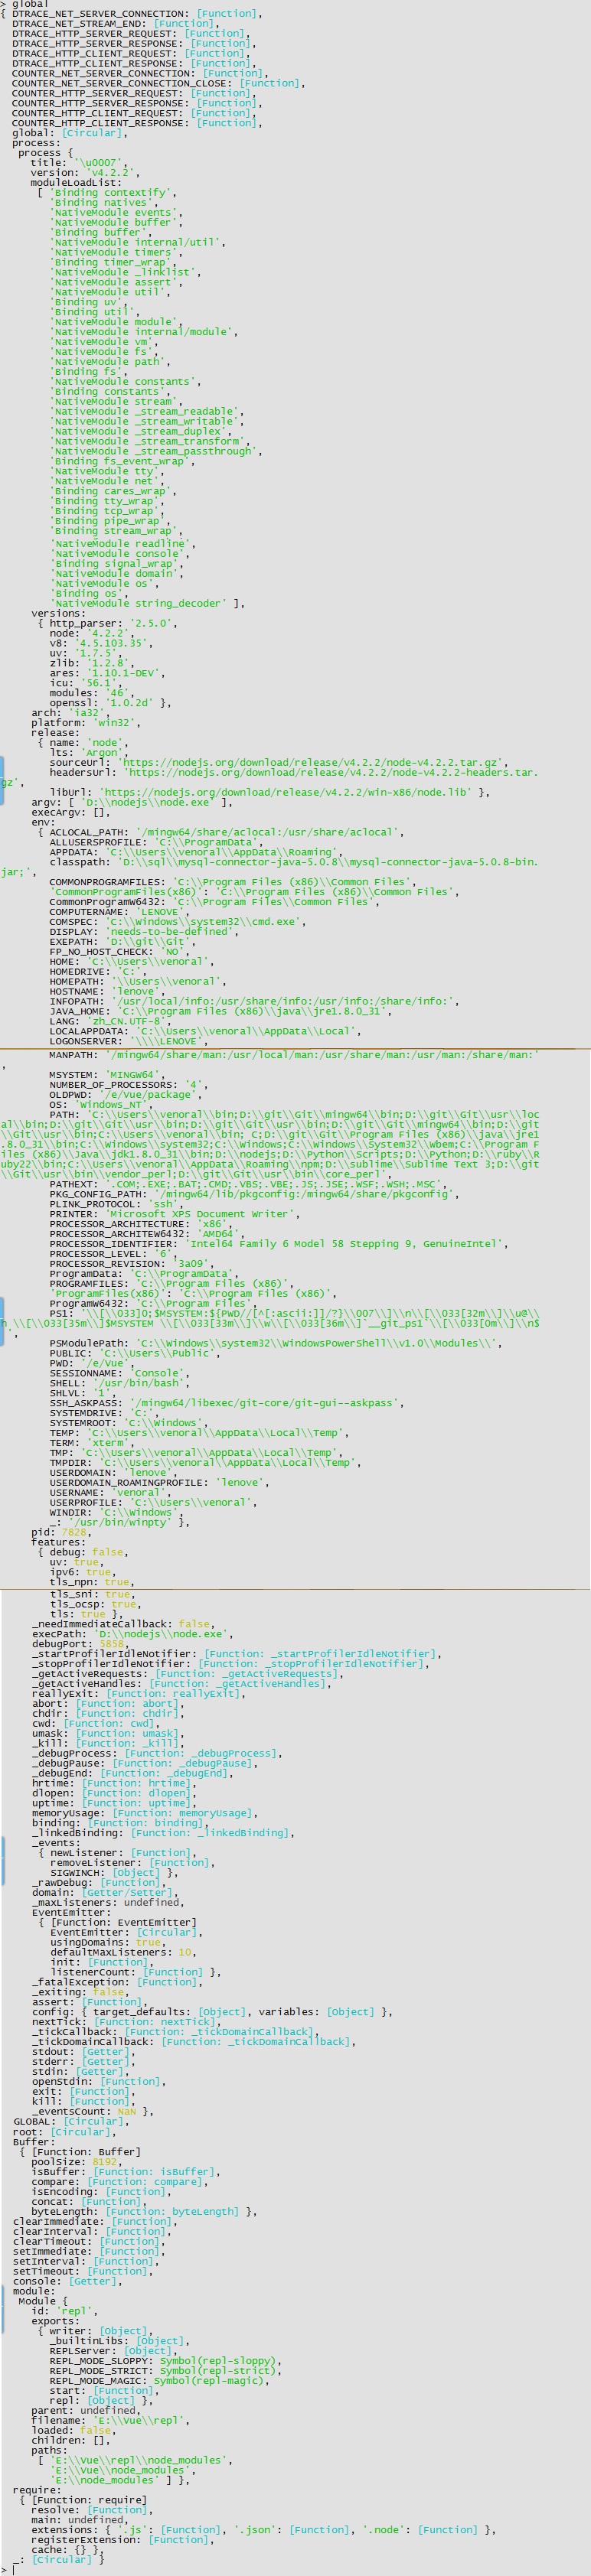 > global
{ DTRACE_NET_SERVER_CONNECTION: [Function],
DTRACE_NET_STREAM_END: [Function],
DTRACE_HTTP_SERVER_REQUEST: [Function],
DTRACE_HTTP_SERVER_RESPONSE: [Function],
DTRACE_HTTP_CLIENT_REQUEST: [Function],
DTRACE_HTTP_CLIENT_RESPONSE: [Function],
COUNTER_NET_SERVER_CONNECTION: [Function],
COUNTER_NET_SERVER_CONNECTION_CLOSE: [Function],
COUNTER_HTTP_SERVER_REQUEST: [Function],
COUNTER_HTTP_SERVER_RESPONSE: [Function],
COUNTER_HTTP_CLIENT_REQUEST: [Function],
COUNTER_HTTP_CLIENT_RESPONSE: [Function],
global: [Circular],
process:
process {
title: '\u0007',
version: 'v4.2.2',
moduleLoadList:
[ 'Binding contextify',
'Binding natives',
'NativeModule events',
'NativeModule buffer',
'Binding buffer',
'NativeModule internal/util',
'NativeModule timers',
'Binding timer_wrap',
'NativeModule _linklist',
'NativeModule assert',
'NativeModule util',
'Binding uv',
'Binding util',
'NativeModule module',
'NativeModule internal/module',
'NativeModule vm',
'NativeModule fs',
'NativeModule path',
'Binding fs',
'NativeModule constants',
'Binding constants',
'NativeModule stream',
'NativeModule _stream_readable',
'NativeModule _stream_writable',
'NativeModule _stream_duplex',
'NativeModule _stream_transform',
'NativeModule _stream_passthrough',
'Binding fs_event_wrap',
'NativeModule tty',
'NativeModule net',
'Binding cares_wrap',
'Binding tty_wrap',
'Binding tcp_wrap',
'Binding pipe_wrap',
'Binding stream_wrap',
'NativeModule readline',
'NativeModule console',
'Binding signal_wrap',
'NativeModule domain',
'NativeModule os',
'Binding os',
'NativeModule string_decoder' ],
versions:
{ http_parser: '2.5.0',
node: '4.2.2',
v8: '4.5.103.35',
uv: '1.7.5',
zlib: '1.2.8',
ares: '1.10.1-DEV',
icu: '56.1',
modules: '46',
openssl: '1.0.2d' },
arch: 'ia32',
platform: 'win32',
release:
{ name: 'node',
lts: 'Argon',
sourceUrl: 'https://nodejs.org/download/release/v4.2.2/node-v4.2.2.tar.gz',
headersUrl: 'https://nodejs.org/download/release/v4.2.2/node-v4.2.2-headers.tar.
gz',
libUrl: 'https://nodejs.org/download/release/v4.2.2/win-x86/node.lib' },
argv: [ 'D:\\nodejs\\node.exe' ],
execArgv: [],
env:
{ ACLOCAL_PATH: '/mingw64/share/aclocal:/usr/share/aclocal',
ALLUSERSPROFILE: 'C:\\ProgramData',
APPDATA: 'C:\\Users\\venoral\\AppData\\Roaming',
classpath: 'D:\\sql\\mysql-connector-java-5.0.8\\mysql-connector-java-5.0.8-bin.
jar;',
COMMONPROGRAMFILES: 'C:\\Program Files (x86)\\Common Files',
'CommonProgramFiles(x86)': 'C:\\Program Files (x86)\\Common Files',
CommonProgramW6432: 'C:\\Program Files\\Common Files',
COMPUTERNAME: 'LENOVE',
COMSPEC: 'C:\\Windows\\system32\\cmd.exe',
DISPLAY: 'needs-to-be-defined',
EXEPATH: 'D:\\git\\Git',
FP_NO_HOST_CHECK: 'NO',
HOME: 'C:\\Users\\venoral',
HOMEDRIVE: 'C:',
HOMEPATH: '\\Users\\venoral',
HOSTNAME: 'lenove',
INFOPATH: '/usr/local/info:/usr/share/info:/usr/info:/share/info:',
JAVA_HOME: 'C:\\Program Files (x86)\\java\\jre1.8.0_31',
LANG: 'zh_CN.UTF-8',
LOCALAPPDATA: 'C:\\Users\\venoral\\AppData\\Local',
LOGONSERVER: '\\\\LENOVE',
MANPATH: '/mingw64/share/man:/usr/local/man:/usr/share/man:/usr/man:/share/man:'
,
MSYSTEM: 'MINGW64',
NUMBER_OF_PROCESSORS: '4',
OLDPWD: '/e/Vue/package',
OS: 'Windows_NT',
PATH: 'C:\\Users\\venoral\\bin;D:\\git\\Git\\mingw64\\bin;D:\\git\\Git\\usr\\loc
al\\bin;D:\\git\\Git\\usr\\bin;D:\\git\\Git\\usr\\bin;D:\\git\\Git\\mingw64\\bin;D:\\git
\\Git\\usr\\bin;C:\\Users\\venoral\\bin; C;D:\\git\\Git\\Program Files (x86)\\java\\jre1
.8.0_31\\bin;C:\\Windows\\system32;C:\\Windows;C:\\Windows\\System32\\Wbem;C:\\Program F
iles (x86)\\Java\\jdk1.8.0_31\\bin;D:\\nodejs;D:\\Python\\Scripts;D:\\Python;D:\\ruby\\R
uby22\\bin;C:\\Users\\venoral\\AppData\\Roaming\\npm;D:\\sublime\\Sublime Text 3;D:\\git
\\Git\\usr\\bin\\vendor_perl;D:\\git\\Git\\usr\\bin\\core_perl',
PATHEXT: '.COM;.EXE;.BAT;.CMD;.VBS;.VBE;.JS;.JSE;.WSF;.WSH;.MSC',
PKG_CONFIG_PATH: '/mingw64/lib/pkgconfig:/mingw64/share/pkgconfig',
PLINK_PROTOCOL: 'ssh',
PRINTER: 'Microsoft XPS Document Writer',
PROCESSOR_ARCHITECTURE: 'x86',
PROCESSOR_ARCHITEW6432: 'AMD64',
PROCESSOR_IDENTIFIER: 'Intel64 Family 6 Model 58 Stepping 9, GenuineIntel',
PROCESSOR_LEVEL: '6',
PROCESSOR_REVISION: '3a09',
ProgramData: 'C:\\ProgramData',
PROGRAMFILES: 'C:\\Program Files (x86)',
'ProgramFiles(x86)': 'C:\\Program Files (x86)',
ProgramW6432: 'C:\\Program Files',
PS1: '\\[\\033]0;$MSYSTEM:${PWD//[^[:ascii:]]/?}\\007\\]\\n\\[\\033[32m\\]\\u@\\
h \\[\\033[35m\\]$MSYSTEM \\[\\033[33m\\]\\w\\[\\033[36m\\]`__git_ps1`\\[\\033[0m\\]\\n$
',
PSModulePath: 'C:\\Windows\\system32\\WindowsPowerShell\\v1.0\\Modules\\',
PUBLIC: 'C:\\Users\\Public',
PWD: '/e/Vue',
SESSIONNAME: 'Console',
SHELL: '/usr/bin/bash',
SHLVL: '1',
SSH_ASKPASS: '/mingw64/libexec/git-core/git-gui--askpass',
SYSTEMDRIVE: 'C:',
SYSTEMROOT: 'C:\\Windows',
TEMP: 'C:\\Users\\venoral\\AppData\\Local\\Temp',
TERM: 'xterm',
TMP: 'C:\\Users\\venoral\\AppData\\Local\\Temp',
TMPDIR: 'C:\\Users\\venoral\\AppData\\Local\\Temp',
USERDOMAIN: 'lenove',
USERDOMAIN_ROAMINGPROFILE: 'lenove',
USERNAME: 'venoral',
USERPROFILE: 'C:\\Users\\venoral',
WINDIR: 'C:\\Windows',
_: '/usr/bin/winpty' },
pid: 7828,
features:
{ debug: false,
uv: true,
ipv6: true,
tls_npn: true,
tls_sni: true,
tls_ocsp: true,
tls: true },
_needImmediateCallback: false,
execPath: 'D:\\nodejs\\node.exe',
debugPort: 5858,
_startProfilerIdleNotifier: [Function: _startProfilerIdleNotifier],
_stopProfilerIdleNotifier: [Function: _stopProfilerIdleNotifier],
_getActiveRequests: [Function: _getActiveRequests],
_getActiveHandles: [Function: _getActiveHandles],
reallyExit: [Function: reallyExit],
abort: [Function: abort],
chdir: [Function: chdir],
cwd: [Function: cwd],
umask: [Function: umask],
_kill: [Function: _kill],
_debugProcess: [Function: _debugProcess],
_debugPause: [Function: _debugPause],
_debugEnd: [Function: _debugEnd],
hrtime: [Function: hrtime],
dlopen: [Function: dlopen],
uptime: [Function: uptime],
memoryUsage: [Function: memoryUsage],
binding: [Function: binding],
_linkedBinding: [Function: _linkedBinding],
_events:
{ newListener: [Function],
removeListener: [Function],
SIGWINCH: [Object] },
_rawDebug: [Function],
domain: [Getter/Setter],
_maxListeners: undefined,
EventEmitter:
{ [Function: EventEmitter]
EventEmitter: [Circular],
usingDomains: true,
defaultMaxListeners: 10,
init: [Function],
listenerCount: [Function] },
_fatalException: [Function],
_exiting: false,
assert: [Function],
config: { target_defaults: [Object], variables: [Object] },
nextTick: [Function: nextTick],
_tickCallback: [Function: _tickDomainCallback],
_tickDomainCallback: [Function: _tickDomainCallback],
stdout: [Getter],
stderr: [Getter],
stdin: [Getter],
openStdin: [Function],
exit: [Function],
kill: [Function],
_eventsCount: NaN },
GLOBAL: [Circular],
root: [Circular],
Buffer:
{ [Function: Buffer]
poolSize: 8192,
isBuffer: [Function: isBuffer],
compare: [Function: compare],
isEncoding: [Function],
concat: [Function],
byteLength: [Function: byteLength] },
clearImmediate: [Function],
clearInterval: [Function],
clearTimeout: [Function],
setImmediate: [Function],
setInterval: [Function],
setTimeout: [Function],
console: [Getter],
module:
Module {
id: 'repl',
exports:
{ writer: [Object],
_builtinLibs: [Object],
REPLServer: [Object],
REPL_MODE_SLOPPY: Symbol(repl-sloppy),
REPL_MODE_STRICT: Symbol(repl-strict),
REPL_MODE_MAGIC: Symbol(repl-magic),
start: [Function],
repl: [Object] },
parent: undefined,
filename: 'E:\\Vue\\repl',
loaded: false,
children: [],
paths:
[ 'E:\\Vue\\repl\\node_modules',
'E:\\Vue\\node_modules',
'E:\\node_modules' ] },
require:
{ [Function: require]
resolve: [Function],
main: undefined,
extensions: { '.js': [Function], '.json': [Function], '.node': [Function] },
registerExtension: [Function],
cache: {} },
_: [Circular] }
>